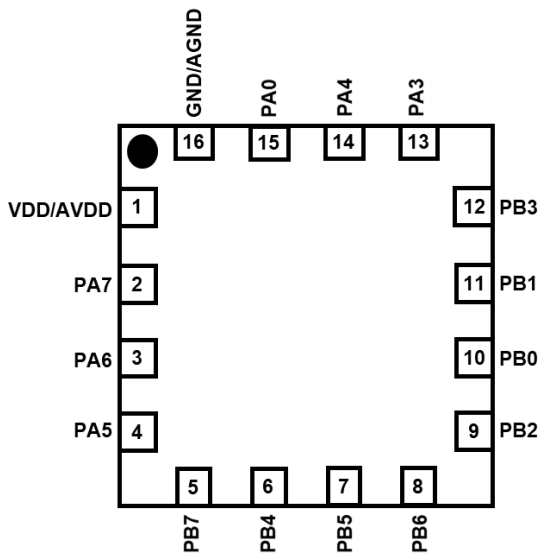 GND/AGND PA0 PA4 PA3
16 15 14 13
VDD/AVDD 1 12 PB3
PA7 2 11 PB1
PA6 3 10 PB0
PA5 4 9 PB2
5 6 7 8
PB7 PB4 PB5 PB6